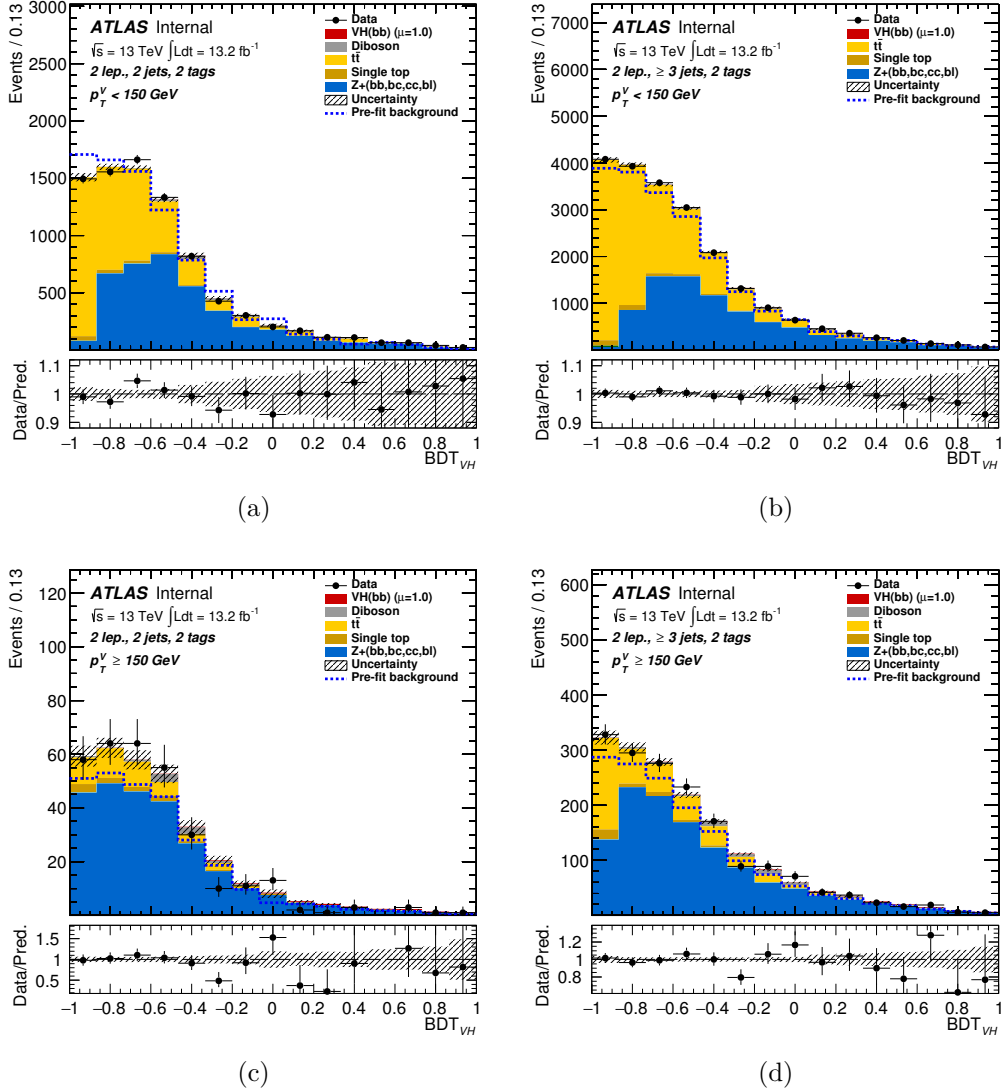 Events / 0.13
3000
2500
2000
1500
1000
500
ATLAS Internal
√s = 13 TeV ∫Ldt = 13.2 fb⁻¹
2 lep., 2 jets, 2 tags
p_T^V < 150 GeV
Data
VH(bb) (μ=1.0)
Diboson
tt̄
Single top
Z+(bb,bc,cc,bl)
Uncertainty
Pre-fit background
Data/Pred.
1.1
1
0.9
−1 −0.8 −0.6 −0.4 −0.2 0 0.2 0.4 0.6 0.8 1
BDT_VH
(a)
Events / 0.13
7000
6000
5000
4000
3000
2000
1000
ATLAS Internal
√s = 13 TeV ∫Ldt = 13.2 fb⁻¹
2 lep., ≥ 3 jets, 2 tags
p_T^V < 150 GeV
Data
VH(bb) (μ=1.0)
Diboson
tt̄
Single top
Z+(bb,bc,cc,bl)
Uncertainty
Pre-fit background
Data/Pred.
1.1
1
0.9
−1 −0.8 −0.6 −0.4 −0.2 0 0.2 0.4 0.6 0.8 1
BDT_VH
(b)
Events / 0.13
120
100
80
60
40
20
ATLAS Internal
√s = 13 TeV ∫Ldt = 13.2 fb⁻¹
2 lep., 2 jets, 2 tags
p_T^V ≥ 150 GeV
Data
VH(bb) (μ=1.0)
Diboson
tt̄
Single top
Z+(bb,bc,cc,bl)
Uncertainty
Pre-fit background
Data/Pred.
1.5
1
0.5
−1 −0.8 −0.6 −0.4 −0.2 0 0.2 0.4 0.6 0.8 1
BDT_VH
(c)
Events / 0.13
600
500
400
300
200
100
ATLAS Internal
√s = 13 TeV ∫Ldt = 13.2 fb⁻¹
2 lep., ≥ 3 jets, 2 tags
p_T^V ≥ 150 GeV
Data
VH(bb) (μ=1.0)
Diboson
tt̄
Single top
Z+(bb,bc,cc,bl)
Uncertainty
Pre-fit background
Data/Pred.
1.2
1
0.8
−1 −0.8 −0.6 −0.4 −0.2 0 0.2 0.4 0.6 0.8 1
BDT_VH
(d)